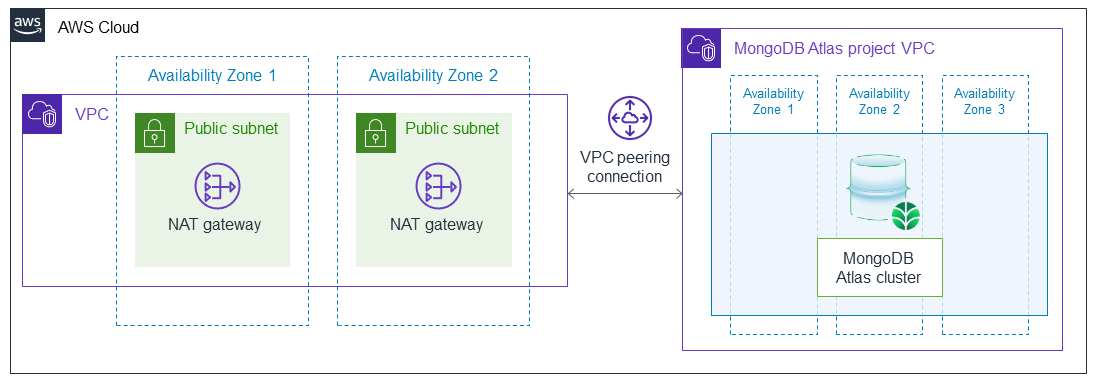 aws
AWS Cloud
Availability Zone 1
Availability Zone 2
VPC
Public subnet
NAT gateway
Public subnet
NAT gateway
VPC peering
connection
MongoDB Atlas project VPC
Availability
Zone 1
Availability
Zone 2
Availability
Zone 3
MongoDB
Atlas cluster